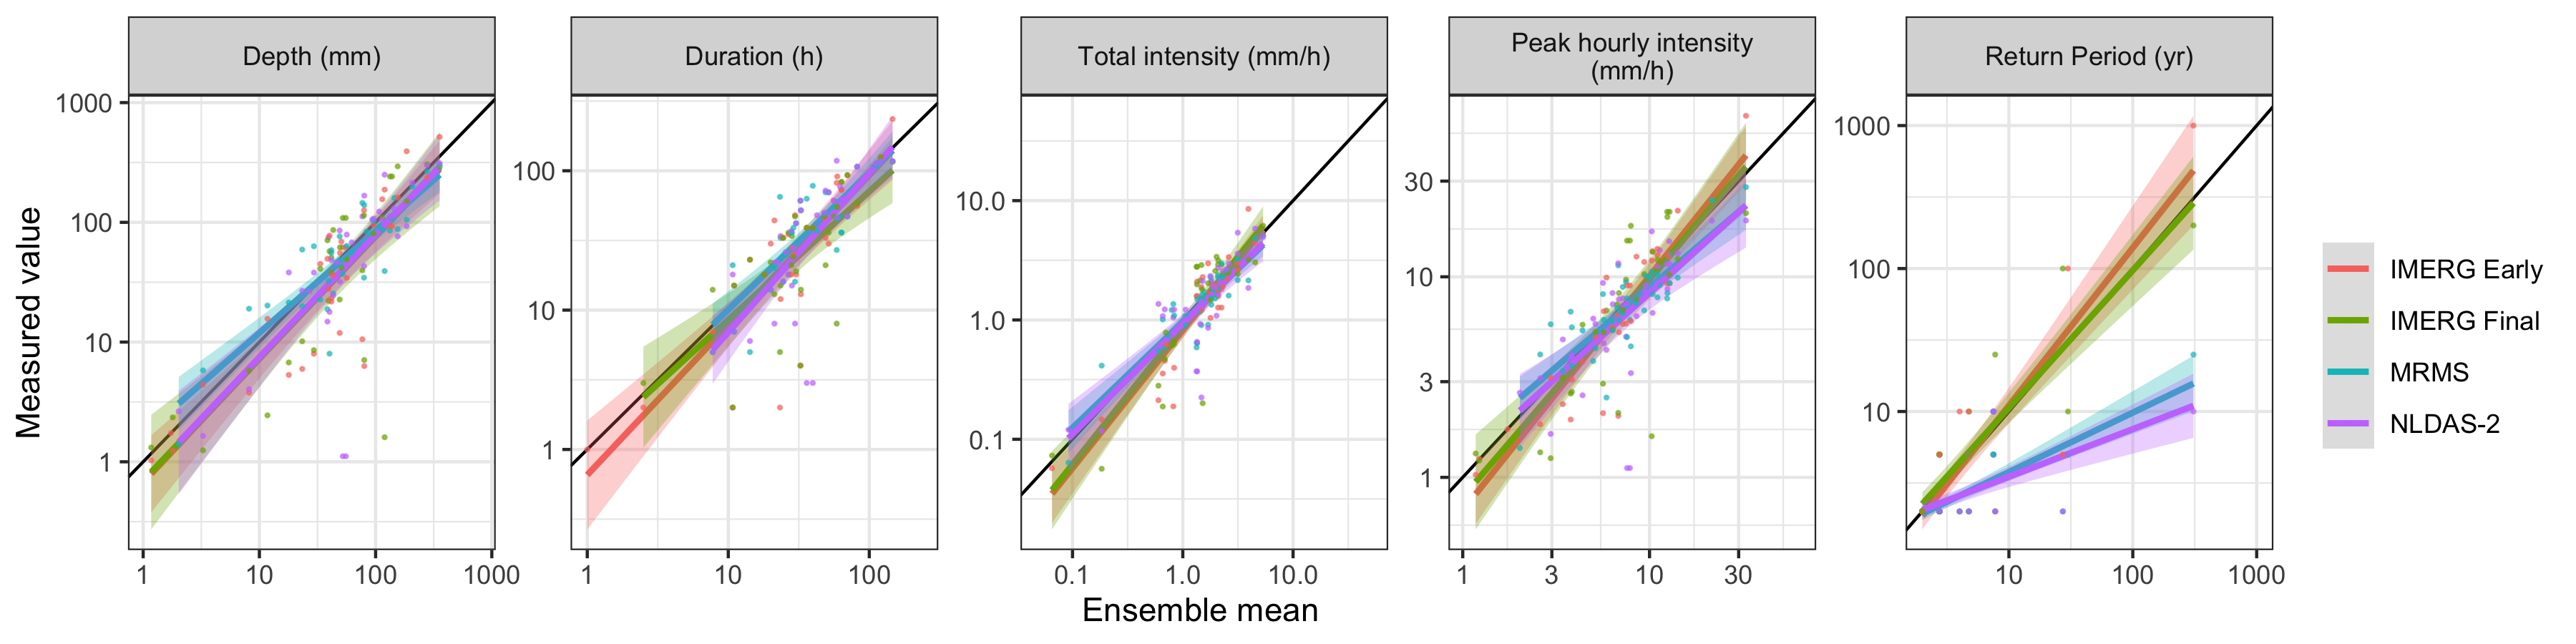 Depth (mm)
Duration (h)
Total intensity (mm/h)
Peak hourly intensity
(mm/h)
Return Period (yr)
Measured value
1000
100
10
1
1 10 100 1000
100
10
1
1 10 100
10.0
1.0
0.1
0.1 1.0 10.0
30
10
3
1
1 3 10 30
1000
100
10
10 100 1000
Ensemble mean
IMERG Early
IMERG Final
MRMS
NLDAS-2